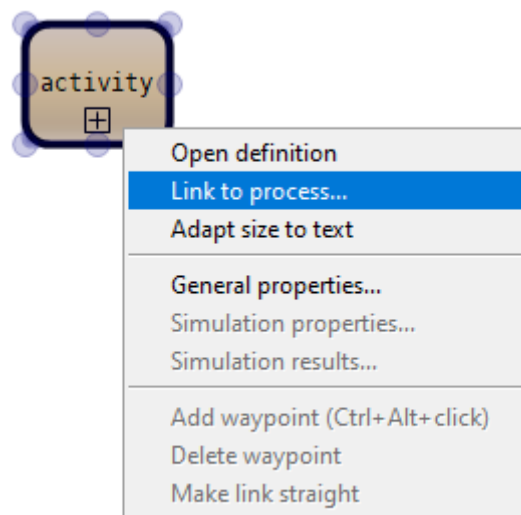 activity
Open definition
Link to process...
Adapt size to text
General properties...
Simulation properties...
Simulation results...
Add waypoint (Ctrl+Alt+click)
Delete waypoint
Make link straight